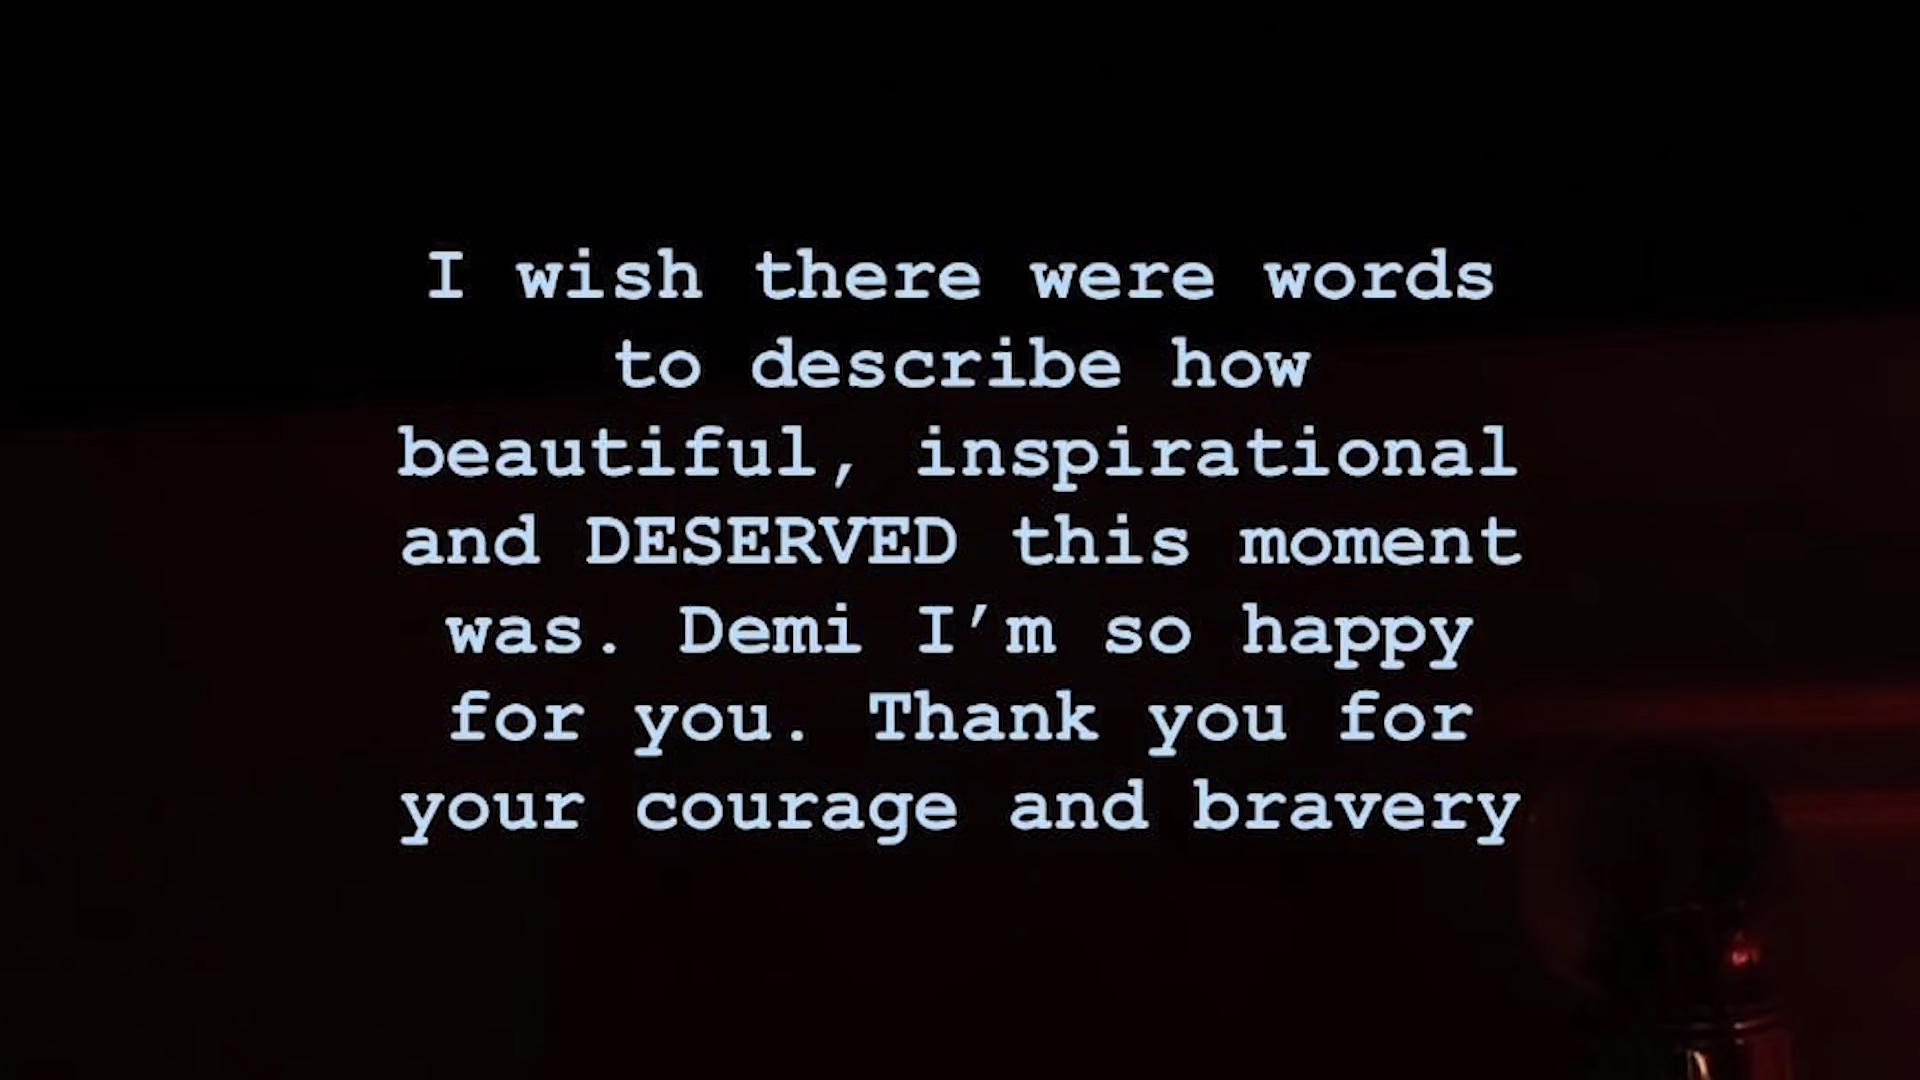 I wish there were words
to describe how
beautiful, inspirational
and DESERVED this moment
was. Demi I’m so happy
for you. Thank you for
your courage and bravery